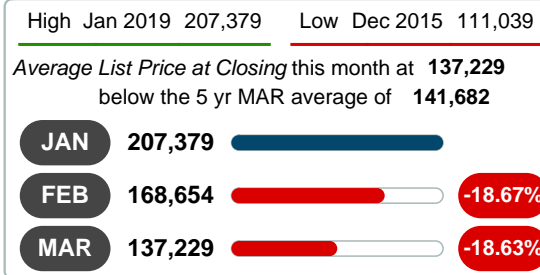 High Jan 2019 207,379 Low Dec 2015 111,039
Average List Price at Closing this month at 137,229
below the 5 yr MAR average of 141,682
JAN 207,379
FEB 168,654 -18.67%
MAR 137,229 -18.63%